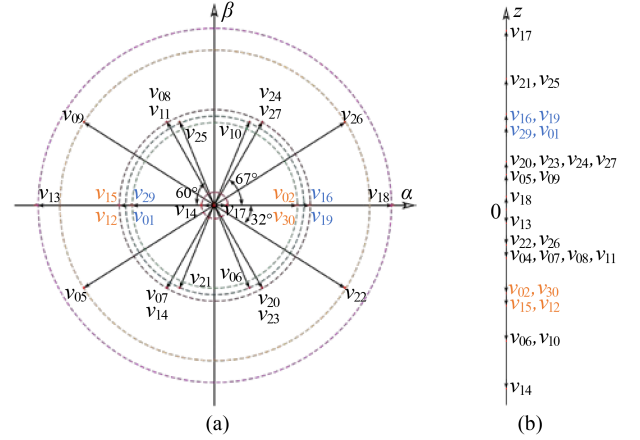 β
v08
v11
v24
v27
v09
v25
v10
v26
60°
67°
v13
v15
v29
v14
v17
v02
v16
v18
α
v12
v01
v30
32°
v19
v05
v21
v06
v22
v07
v14
v20
v23
(a)
z
v17
v21, v25
v16, v19
v29, v01
v20, v23, v24, v27
v05, v09
v18
0
v13
v22, v26
v04, v07, v08, v11
v02, v30
v15, v12
v06, v10
v14
(b)